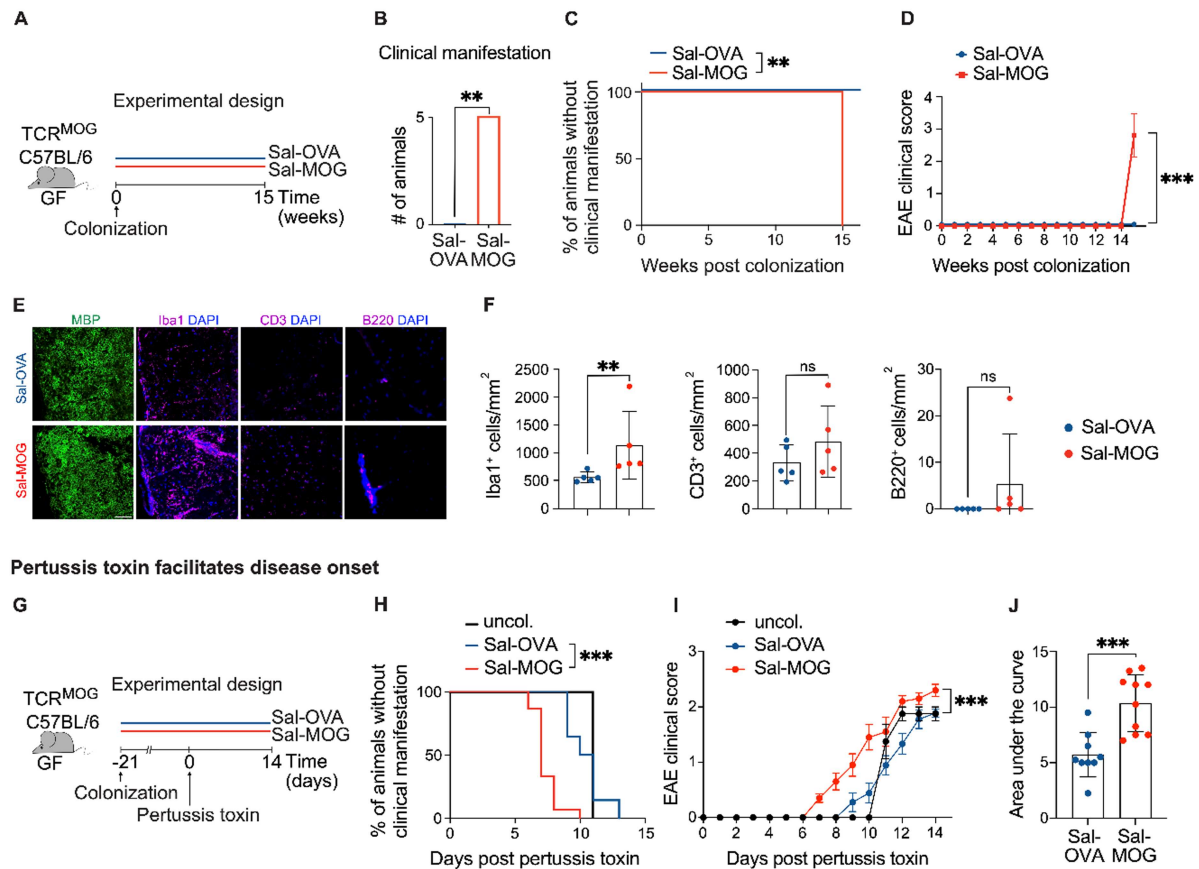 A
Experimental design
TCRMOG
C57BL/6
GF
Sal-OVA
Sal-MOG
0
15
Time
(weeks)
Colonization
B
Clinical manifestation
**
# of animals
5
0
Sal-
OVA
Sal-
MOG
C
Sal-OVA
Sal-MOG
**
% of animals without
clinical manifestation
100
50
0
0 5 10 15
Weeks post colonization
D
Sal-OVA
Sal-MOG
EAE clinical score
4
3
2
1
0
***
0 2 4 6 8 10 12 14
Weeks post colonization
E
MBP
Iba1 DAPI
CD3 DAPI
B220 DAPI
Sal-OVA
Sal-MOG
F
Iba1+ cells/mm2
2500
2000
1500
1000
500
0
**
CD3+ cells/mm2
1000
800
600
400
200
0
ns
B220+ cells/mm2
30
20
10
0
ns
Sal-OVA
Sal-MOG
Pertussis toxin facilitates disease onset
G
Experimental design
TCRMOG
C57BL/6
GF
Sal-OVA
Sal-MOG
-21
0
14
Time
(days)
Colonization
Pertussis toxin
H
uncol.
Sal-OVA
Sal-MOG
***
% of animals without
clinical manifestation
100
50
0
0 5 10 15
Days post pertussis toxin
I
uncol.
Sal-OVA
Sal-MOG
EAE clinical score
3
2
1
0
***
0 2 4 6 8 10 12 14
Days post pertussis toxin
J
***
Area under the curve
15
10
5
0
Sal-
OVA
Sal-
MOG